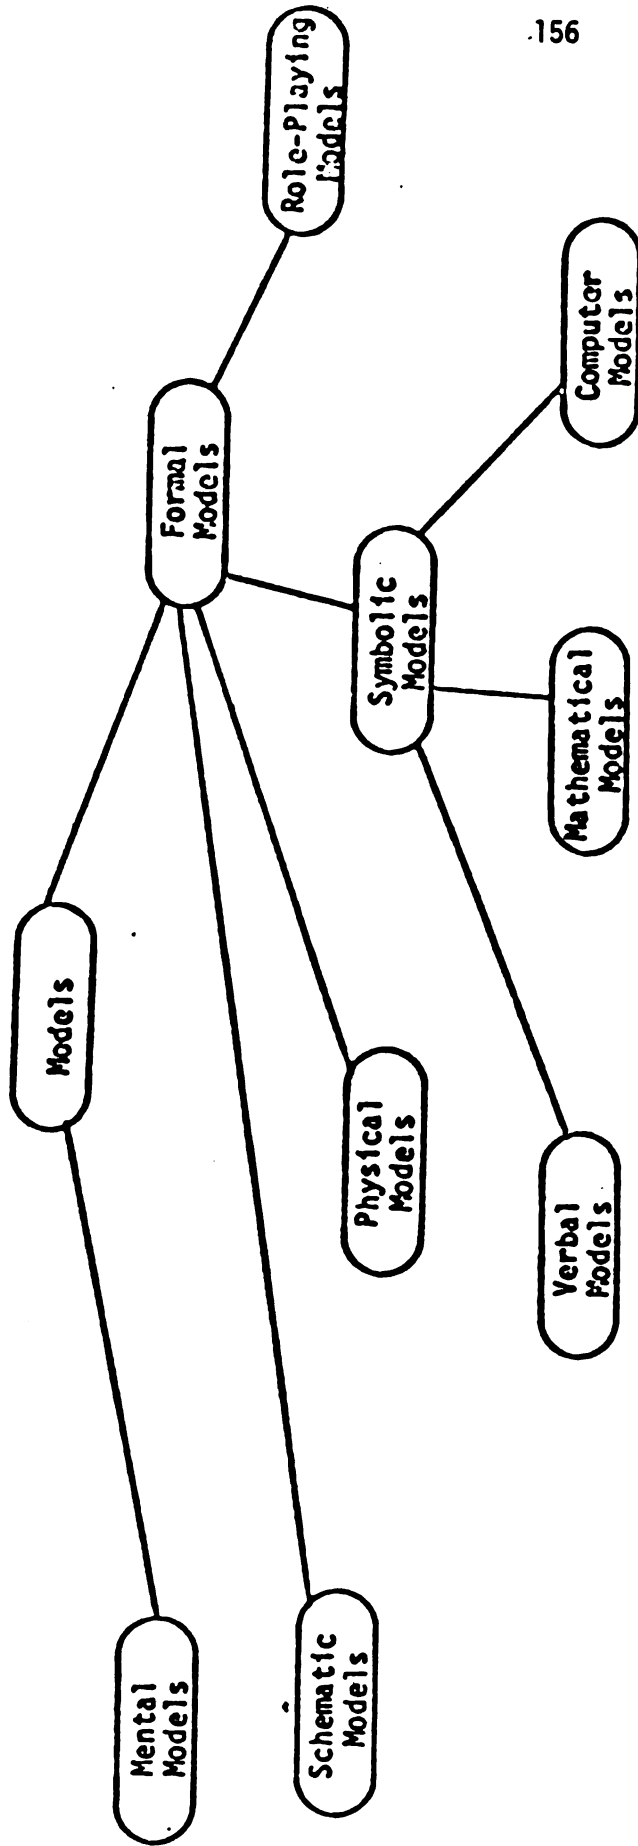 .156
Models
Mental
Models
Formal
Models
Schematic
Models
Physical
Models
Symbolic
Models
Role-Playing
Models
Verbal
Models
Mathematical
Models
Computer
Models